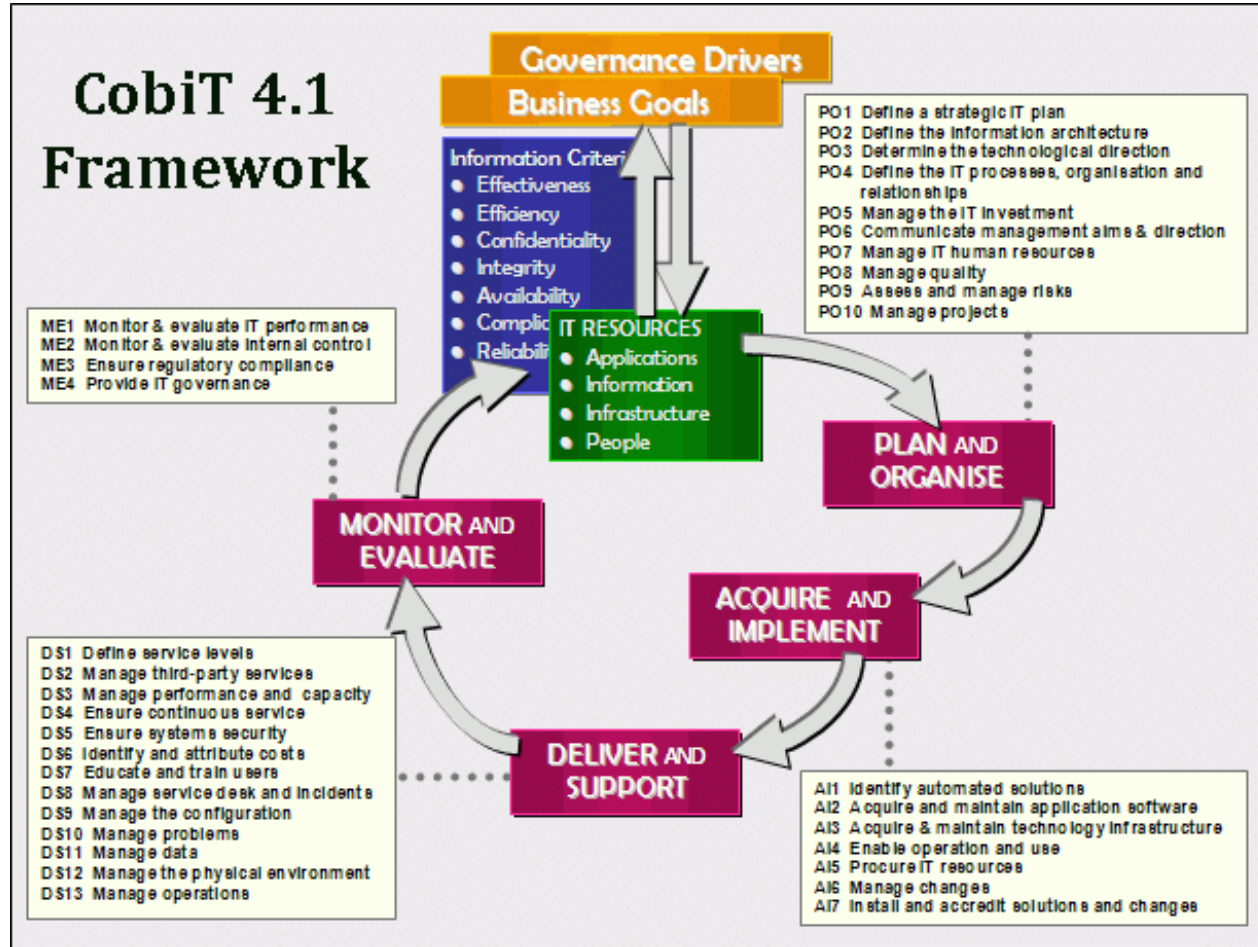 CobiT 4.1
Framework
Governance Drivers
Business Goals
Information Criteri
● Effectiveness
● Efficiency
● Confidentiality
● Integrity
● Availability
● Complic
● Reliabilit
IT RESOURCES
● Applications
● Information
● Infrastructure
● People
PO1 Define a strategic IT plan
PO2 Define the information architecture
PO3 Determine the technological direction
PO4 Define the IT processes, organisation and
relationships
PO5 Manage the IT investment
PO6 Communicate management aims & direction
PO7 Manage IT human resources
PO8 Manage quality
PO9 Assess and manage risks
PO10 Manage projects
PLAN AND
ORGANISE
ME1 Monitor & evaluate IT performance
ME2 Monitor & evaluate internal control
ME3 Ensure regulatory compliance
ME4 Provide IT governance
MONITOR AND
EVALUATE
ACQUIRE AND
IMPLEMENT
DELIVER AND
SUPPORT
DS1 Define service levels
DS2 Manage third-party services
DS3 Manage performance and capacity
DS4 Ensure continuous service
DS5 Ensure systems security
DS6 Identify and attribute costs
DS7 Educate and train users
DS8 Manage service desk and incidents
DS9 Manage the configuration
DS10 Manage problems
DS11 Manage data
DS12 Manage the physical environment
DS13 Manage operations
AI1 Identify automated solutions
AI2 Acquire and maintain application software
AI3 Acquire & maintain technology infrastructure
AI4 Enable operation and use
AI5 Procure IT resources
AI6 Manage changes
AI7 Install and accredit solutions and changes